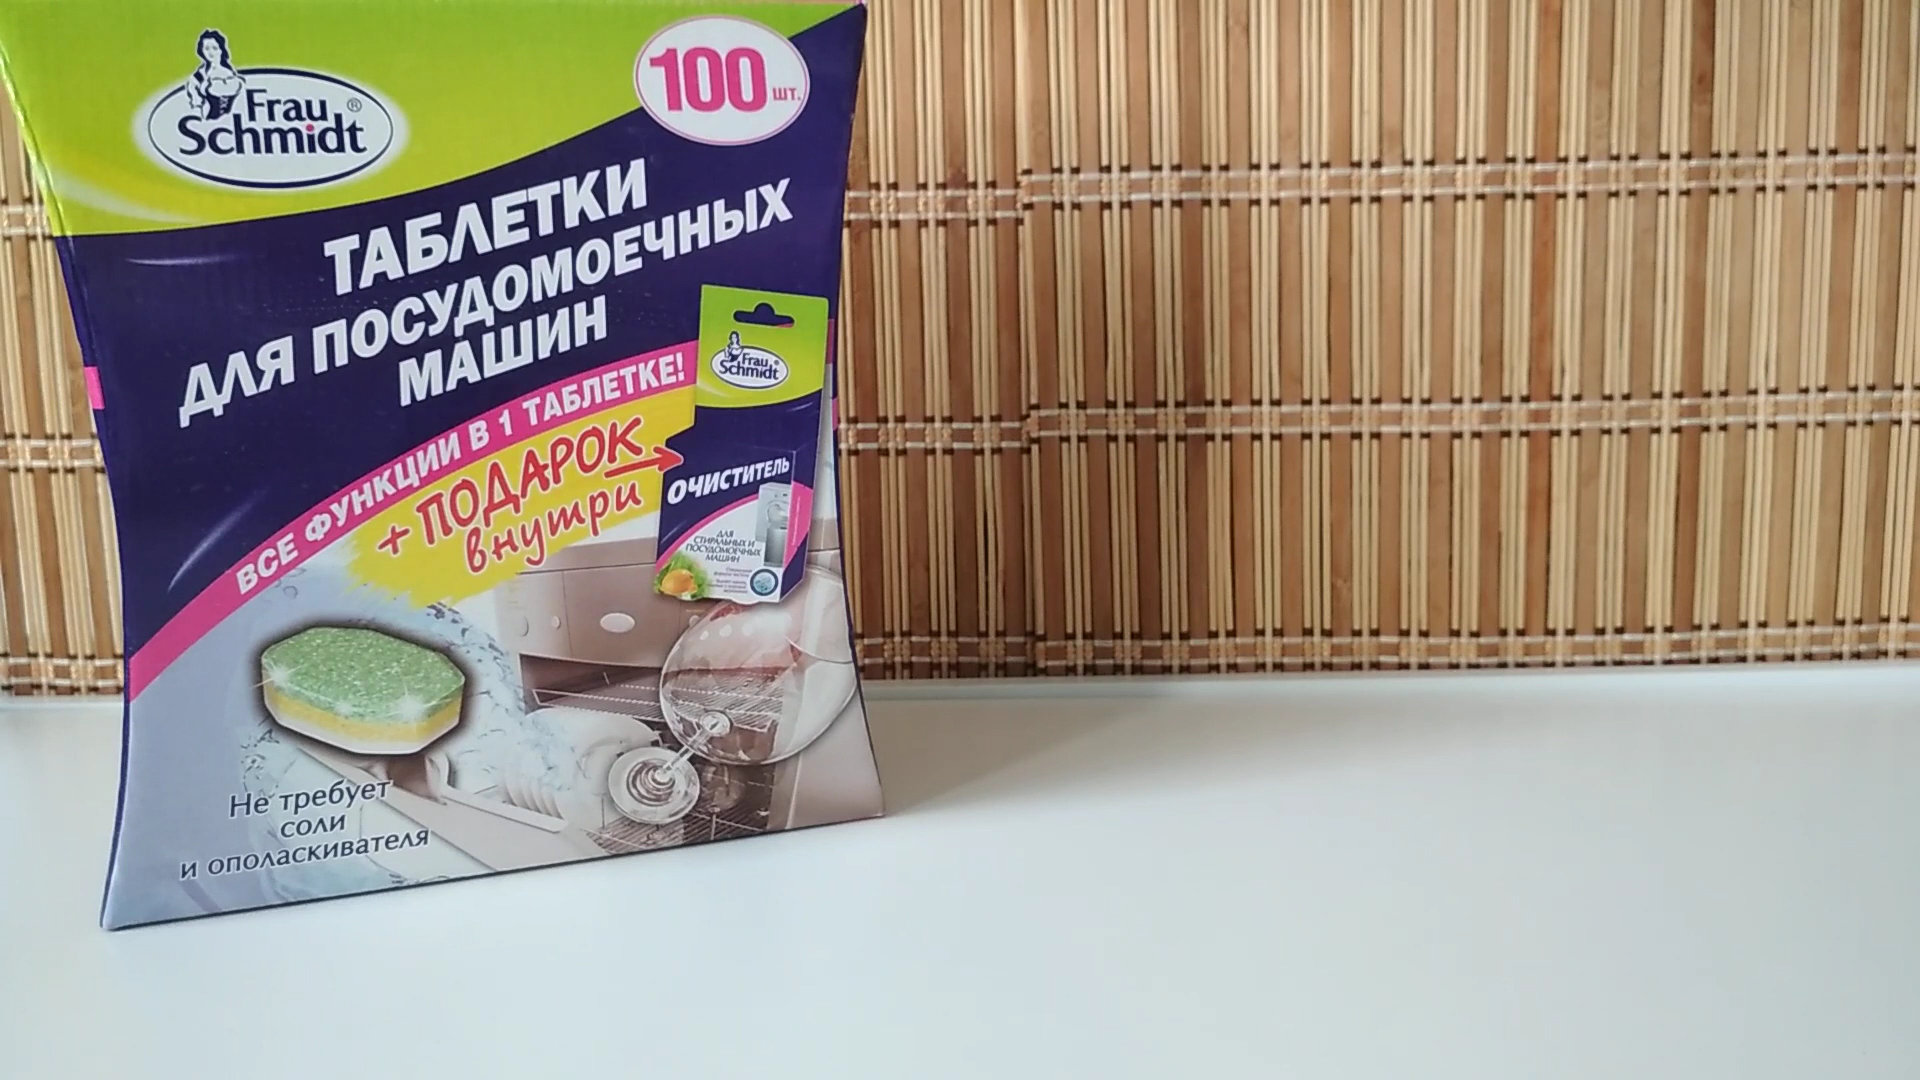 Frau ®
Schmidt
100 шт.
ТАБЛЕТКИ
ДЛЯ ПОСУДОМОЕЧНЫХ
МАШИН
ВСЕ ФУНКЦИИ В 1 ТАБЛЕТКЕ!
+ ПОДАРОК
внутри
Frau ®
Schmidt
ОЧИСТИТЕЛЬ
ДЛЯ
СТИРАЛЬНЫХ И
ПОСУДОМОЕЧНЫХ
МАШИН
Не требует
соли
и ополаскивателя